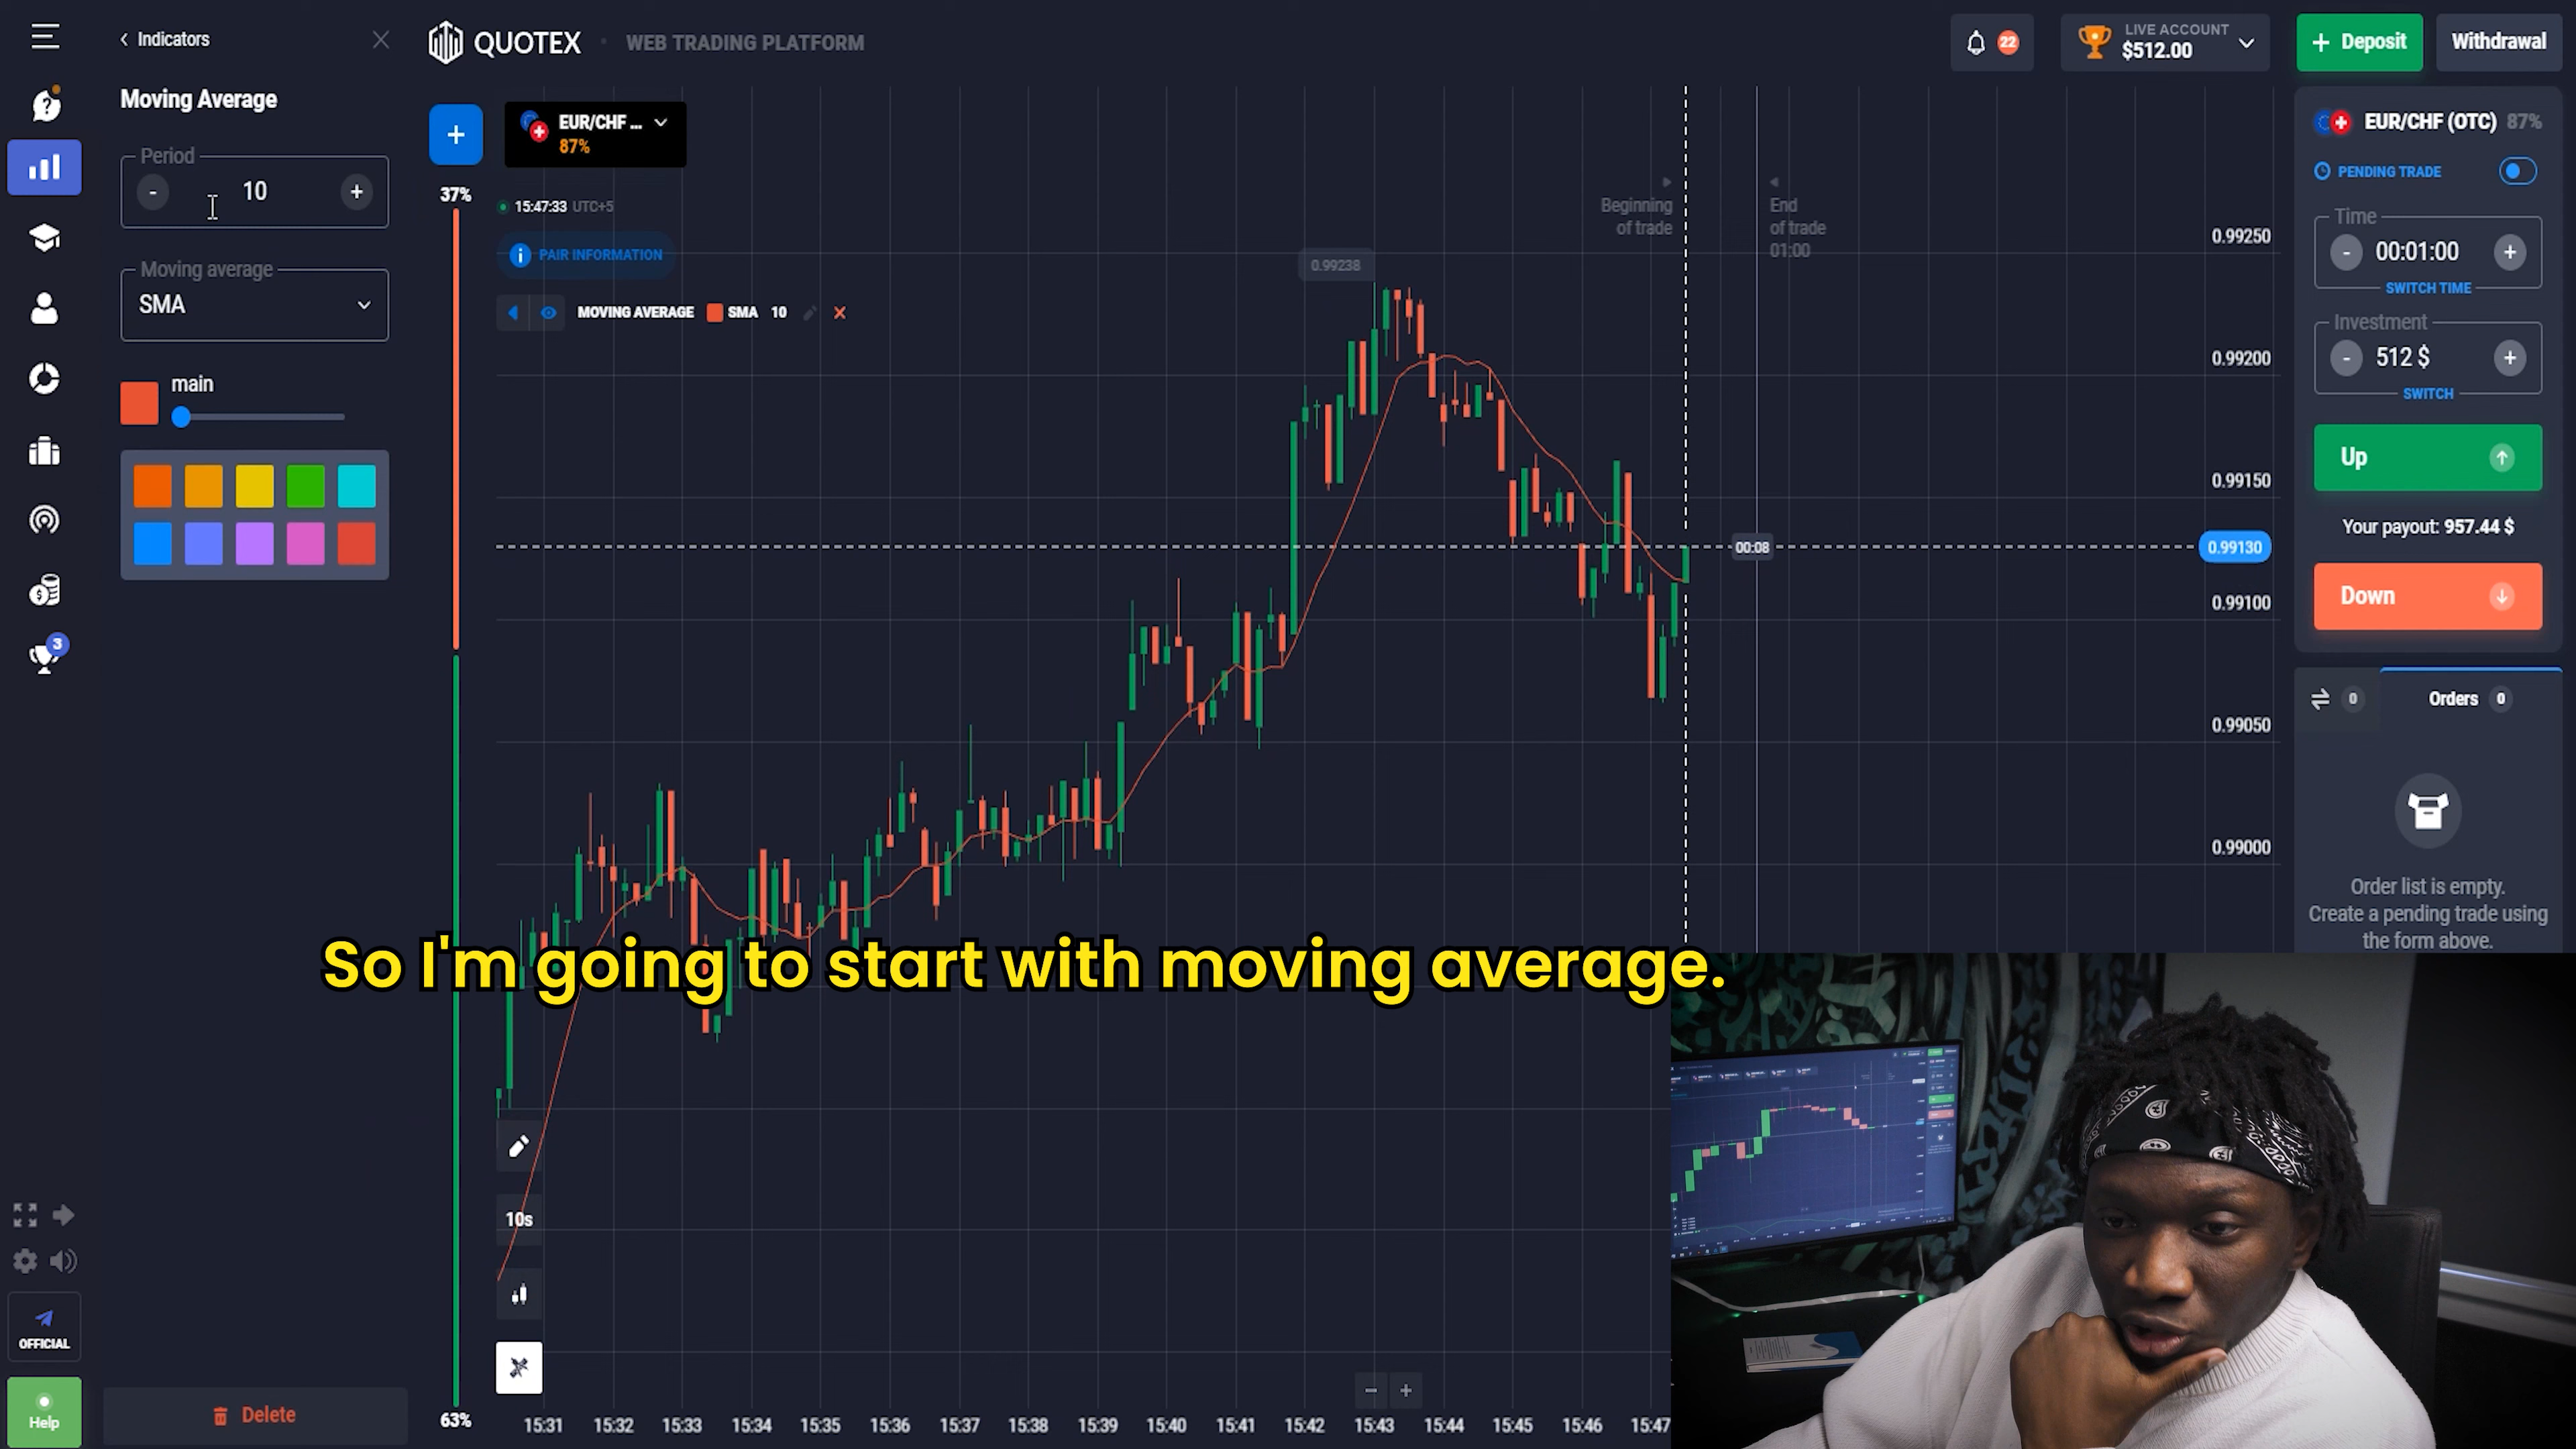 Indicators
QUOTEX
WEB TRADING PLATFORM
22
LIVE ACCOUNT
$512.00
+ Deposit
Withdrawal
Moving Average
Period
- 10 +
Moving average
SMA
main
3
OFFICIAL
Help
Delete
+
EUR/CHF ...
87%
37%
15:47:33 UTC+5
PAIR INFORMATION
MOVING AVERAGE SMA 10
0.99238
Beginning
of trade
End
of trade
01:00
0.99250
0.99200
0.99150
00:08
0.99130
0.99100
0.99050
0.99000
So I'm going to start with moving average.
10s
63%
15:31 15:32 15:33 15:34 15:35 15:36 15:37 15:38 15:39 15:40 15:41 15:42 15:43 15:44 15:45 15:46 15:47
EUR/CHF (OTC) 87%
PENDING TRADE
Time
- 00:01:00 +
SWITCH TIME
Investment
- 512 $ +
SWITCH
Up
Your payout: 957.44 $
Down
0
Orders 0
Order list is empty.
Create a pending trade using
the form above.